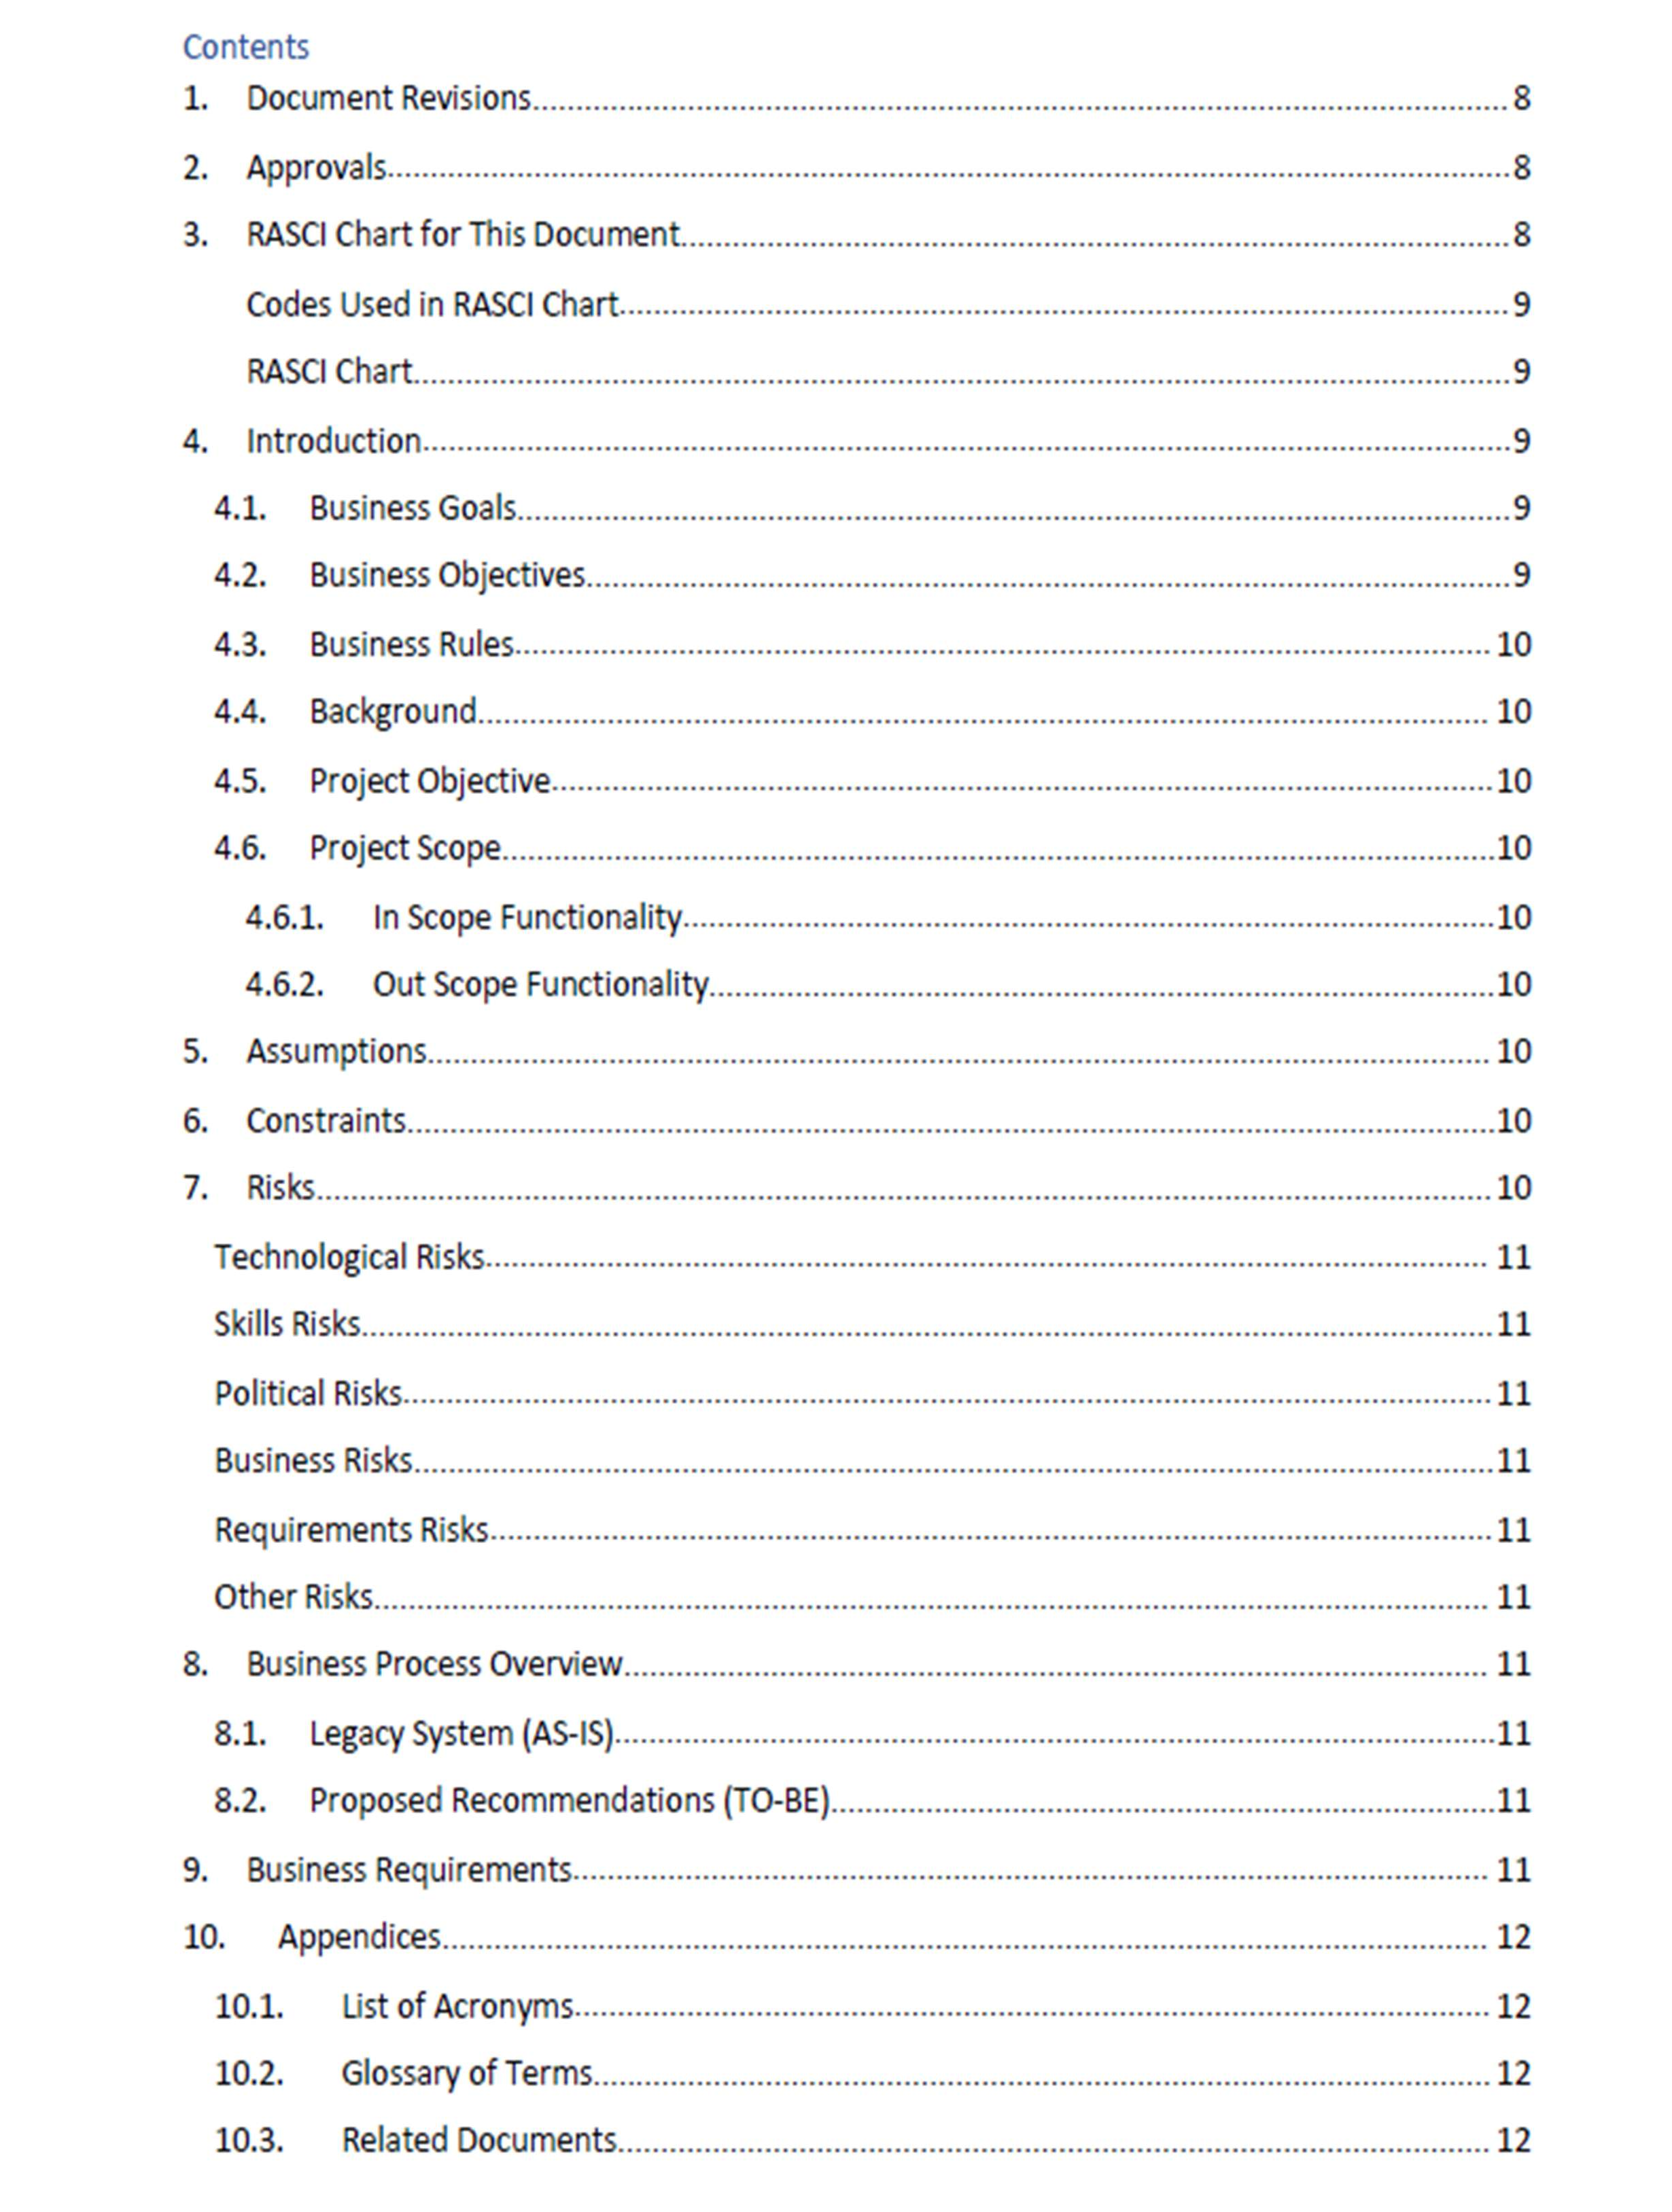 Contents
1. Document Revisions 8
2. Approvals 8
3. RASCI Chart for This Document 8
Codes Used in RASCI Chart 9
RASCI Chart 9
4. Introduction 9
4.1. Business Goals 9
4.2. Business Objectives 9
4.3. Business Rules 10
4.4. Background 10
4.5. Project Objective 10
4.6. Project Scope 10
4.6.1. In Scope Functionality 10
4.6.2. Out Scope Functionality 10
5. Assumptions 10
6. Constraints 10
7. Risks 10
Technological Risks 11
Skills Risks 11
Political Risks 11
Business Risks 11
Requirements Risks 11
Other Risks 11
8. Business Process Overview 11
8.1. Legacy System (AS-IS) 11
8.2. Proposed Recommendations (TO-BE) 11
9. Business Requirements 11
10. Appendices 12
10.1. List of Acronyms 12
10.2. Glossary of Terms 12
10.3. Related Documents 12